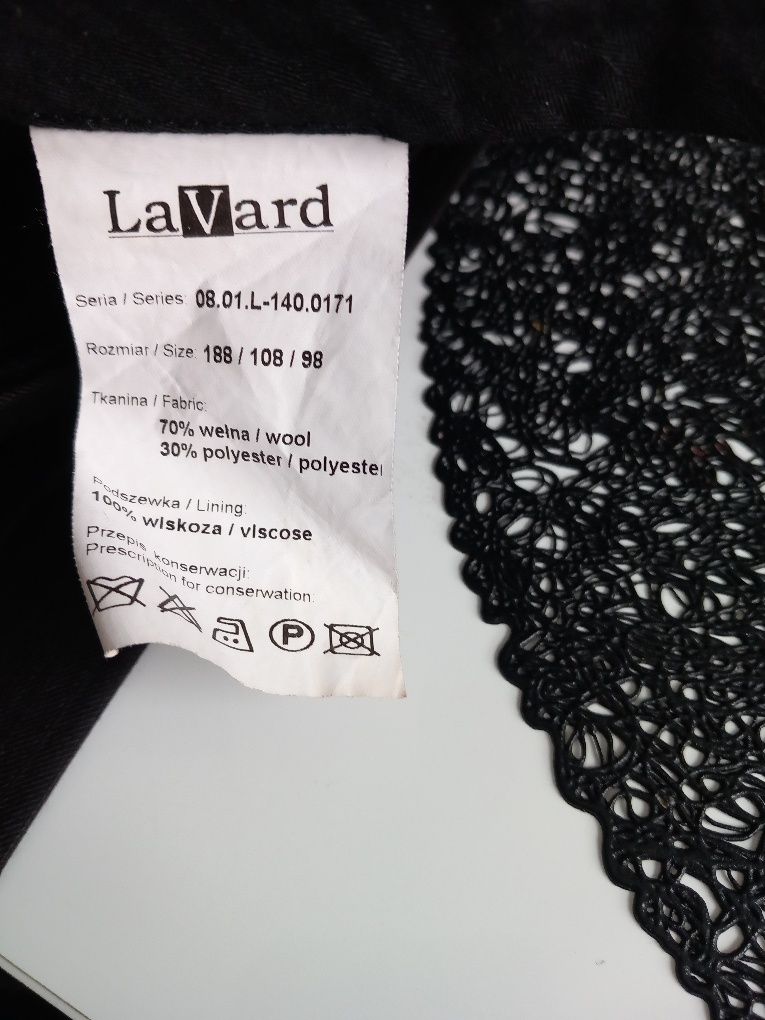 LaVard
Seria / Series: 08.01.L-140.0171
Rozmiar / Size: 188 / 108 / 98
Tkanina / Fabric:
70% wełna / wool
30% polyester / polyester
Podszewka / Lining:
100% wiskoza / viscose
Przepis konserwacji:
Prescription for conserwation:
P